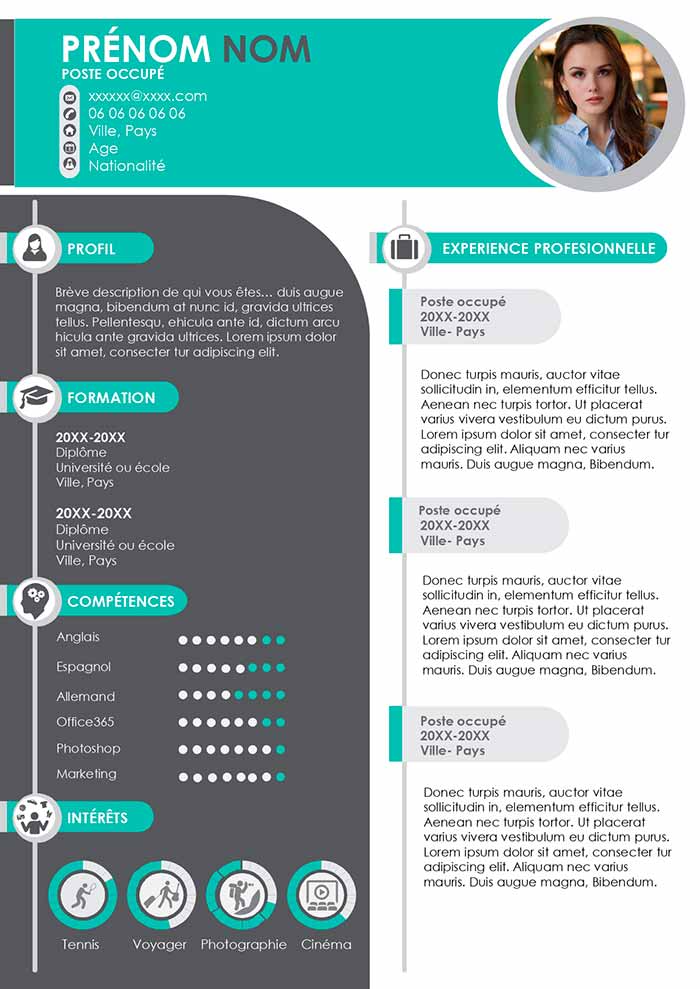 PRÉNOM NOM
POSTE OCCUPÉ
xxxxxx@xxxx.com
06 06 06 06 06
Ville, Pays
Age
Nationalité
PROFIL
Brève description de qui vous êtes... duis augue
magna, bibendum at nunc id, gravida ultrices
tellus. Pellentesqu, ehicula ante id, dictum arcu
hicula ante gravida ultrices. Lorem ipsum dolor
sit amet, consecter tur adipiscing elit.
FORMATION
20XX-20XX
Diplôme
Université ou école
Ville, Pays
20XX-20XX
Diplôme
Université ou école
Ville, Pays
COMPÉTENCES
Anglais
Espagnol
Allemand
Office365
Photoshop
Marketing
INTÉRÊTS
Tennis
Voyager
Photographie
Cinéma
EXPERIENCE PROFESIONNELLE
Poste occupé
20XX-20XX
Ville- Pays
Donec turpis mauris, auctor vitae
sollicitudin in, elementum efficitur tellus.
Aenean nec turpis tortor. Ut placerat
varius leo, eu dictum dictum purus.
Lorem ipsum dolor sit amet, consecter tur
adipiscing elit. Aliquam nec varius
mauris. Duis augue magna, Bibendum.
Poste occupé
20XX-20XX
Ville- Pays
Donec turpis mauris, auctor vitae
sollicitudin in, elementum efficitur tellus.
Aenean nec turpis tortor. Ut placerat
varius leo, eu dictum dictum purus.
Lorem ipsum dolor sit amet, consecter tur
adipiscing elit. Aliquam nec varius
mauris. Duis augue magna, Bibendum.
Poste occupé
20XX-20XX
Ville- Pays
Donec turpis mauris, auctor vitae
sollicitudin in, elementum efficitur tellus.
Aenean nec turpis tortor. Ut placerat
varius leo, eu dictum dictum purus.
Lorem ipsum dolor sit amet, consecter tur
adipiscing elit. Aliquam nec varius
mauris. Duis augue magna, Bibendum.